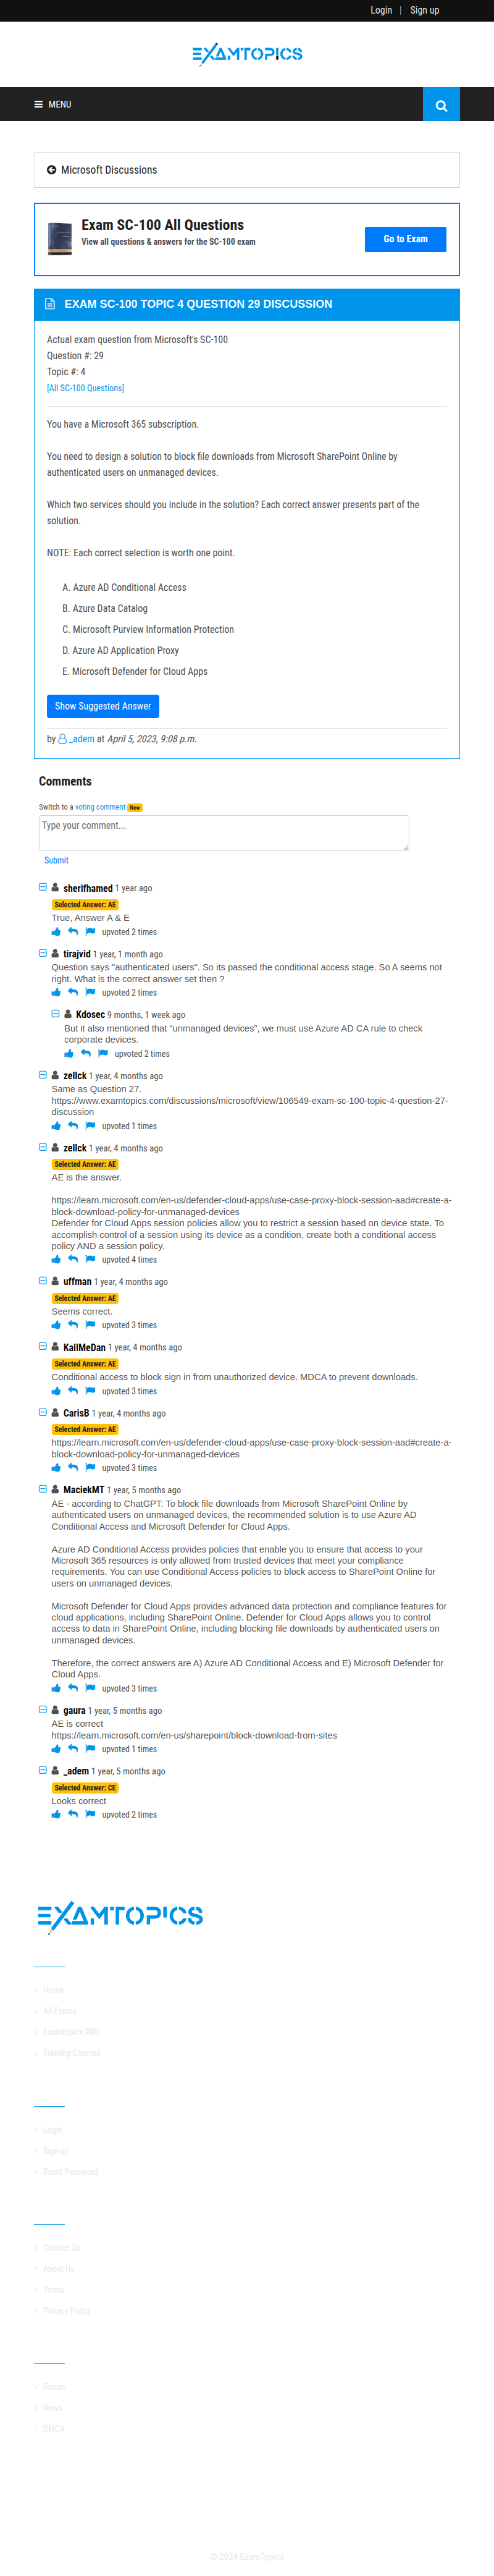 Login | Sign up
EXAMTOPICS
MENU
Microsoft Discussions
Exam SC-100 All Questions
View all questions & answers for the SC-100 exam
Go to Exam
EXAM SC-100 TOPIC 4 QUESTION 29 DISCUSSION
Actual exam question from Microsoft's SC-100
Question #: 29
Topic #: 4
[All SC-100 Questions]
You have a Microsoft 365 subscription.
You need to design a solution to block file downloads from Microsoft SharePoint Online by
authenticated users on unmanaged devices.
Which two services should you include in the solution? Each correct answer presents part of the
solution.
NOTE: Each correct selection is worth one point.
A. Azure AD Conditional Access
B. Azure Data Catalog
C. Microsoft Purview Information Protection
D. Azure AD Application Proxy
E. Microsoft Defender for Cloud Apps
Show Suggested Answer
by _adem at April 5, 2023, 9:08 p.m.
Comments
Switch to a voting comment New
Type your comment...
Submit
sherifhamed 1 year ago
Selected Answer: AE
True, Answer A & E
upvoted 2 times
tirajvid 1 year, 1 month ago
Question says "authenticated users". So its passed the conditional access stage. So A seems not
right. What is the correct answer set then ?
upvoted 2 times
Kdosec 9 months, 1 week ago
But it also mentioned that "unmanaged devices", we must use Azure AD CA rule to check
corporate devices.
upvoted 2 times
zellck 1 year, 4 months ago
Same as Question 27.
https://www.examtopics.com/discussions/microsoft/view/106549-exam-sc-100-topic-4-question-27-
discussion
upvoted 1 times
zellck 1 year, 4 months ago
Selected Answer: AE
AE is the answer.
https://learn.microsoft.com/en-us/defender-cloud-apps/use-case-proxy-block-session-aad#create-a-
block-download-policy-for-unmanaged-devices
Defender for Cloud App session policies allow you to restrict a session based on device state. To
accomplish control of a session using its device as a condition, create both a conditional access
policy AND a session policy.
upvoted 4 times
uffman 1 year, 4 months ago
Selected Answer: AE
Seems correct.
upvoted 3 times
KallMeDan 1 year, 4 months ago
Selected Answer: AE
Conditional access to block sign in from unauthorized device. MDCA to prevent downloads.
upvoted 3 times
CarisB 1 year, 4 months ago
Selected Answer: AE
https://learn.microsoft.com/en-us/defender-cloud-apps/use-case-proxy-block-session-aad#create-a-
block-download-policy-for-unmanaged-devices
upvoted 3 times
MaciekMT 1 year, 5 months ago
AE - according to ChatGPT: To block file downloads from Microsoft SharePoint Online by
authenticated users on unmanaged devices, the recommended solution is to use Azure AD
Conditional Access and Microsoft Defender for Cloud Apps.
Azure AD Conditional Access provides policies that enable you to ensure that access to your
Microsoft 365 resources is only allowed from trusted devices that meet your compliance
requirements. You can use Conditional Access policies to block access to SharePoint Online for
users on unmanaged devices.
Microsoft Defender for Cloud Apps provides advanced data protection and compliance features for
cloud applications, including SharePoint Online. Defender for Cloud Apps allows you to control
access to data in SharePoint Online, including blocking file downloads by authenticated users on
unmanaged devices.
Therefore, the correct answers are A) Azure AD Conditional Access and E) Microsoft Defender for
Cloud Apps.
upvoted 3 times
gaura 1 year, 5 months ago
AE is correct
https://learn.microsoft.com/en-us/sharepoint/block-download-from-sites
upvoted 1 times
_adem 1 year, 5 months ago
Selected Answer: CE
Looks correct
upvoted 2 times
EXAMTOPICS
Home
All Exams
Examtopics PRO
Training Courses
Login
Sign up
Reset Password
Contact Us
About Us
Terms
Privacy Policy
Forum
News
DMCA
© 2024 ExamTopics